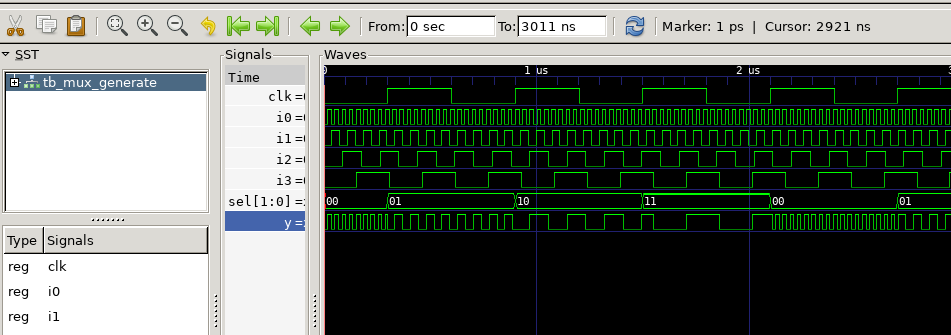 From: 0 sec To: 3011 ns Marker: 1 ps | Cursor: 2921 ns
SST
tb_mux_generate
Type Signals
reg clk
reg i0
reg i1
Signals
Time
clk =
i0 =
i1 =
i2 =
i3 =
sel[1:0] =
y =
Waves
0 1 us 2 us
00 01 10 11 00 01